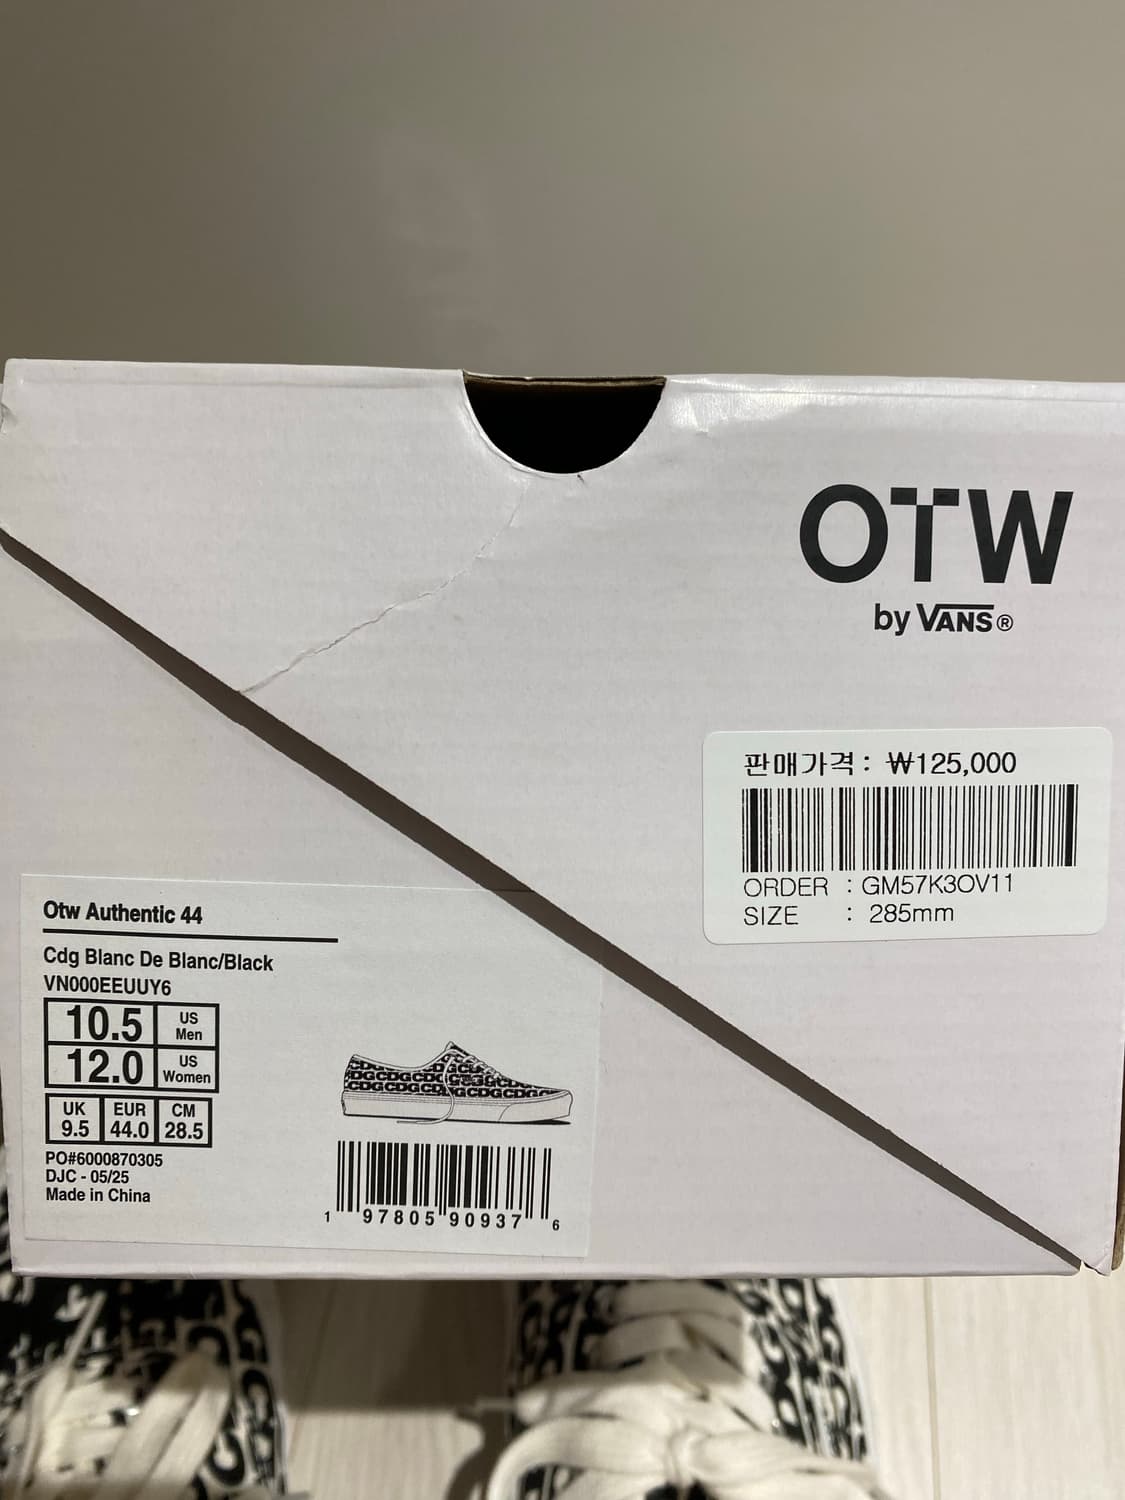 OTW
by VANS®
판매가격 : ₩125,000
ORDER : GM57K3OV11
SIZE : 285mm
Otw Authentic 44
Cdg Blanc De Blanc/Black
VN000EEUUY6
10.5 US Men
12.0 US Women
UK 9.5 EUR 44.0 CM 28.5
PO#6000870305
DJC - 05/25
Made in China
1 97805 90937 6